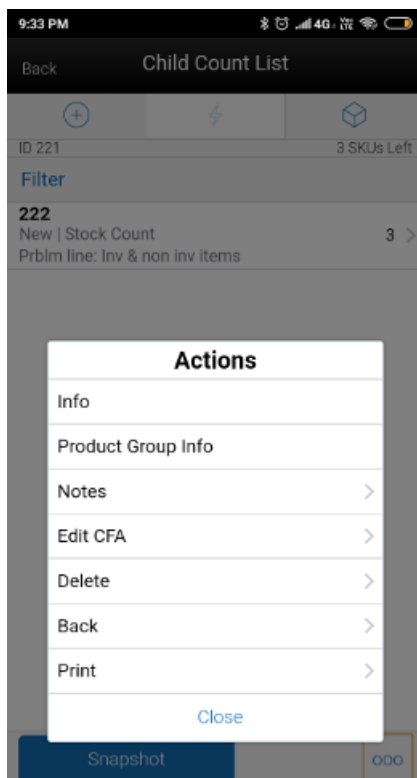 9:33 PM 4G VoLTE
Back Child Count List
ID 221 3 SKUs Left
Filter
222
New | Stock Count 3
Prblm line: Inv & non inv items
Actions
Info
Product Group Info
Notes
Edit CFA
Delete
Back
Print
Close
Snapshot ooo